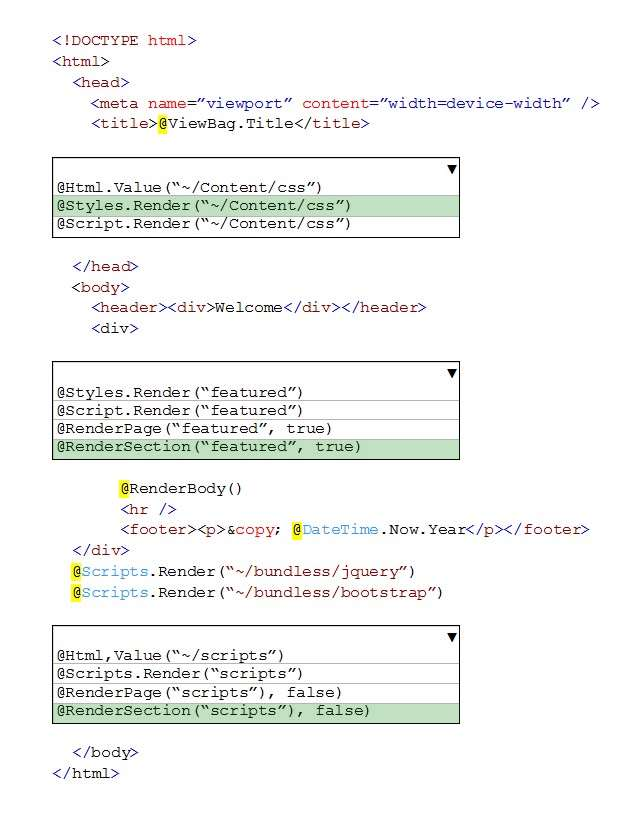 <!DOCTYPE html>
<html>
<head>
<meta name=”viewport” content=”width=device-width” />
<title>@ViewBag.Title</title>
@Html.Value(“~/Content/css”)
@Styles.Render(“~/Content/css”)
@Script.Render(“~/Content/css”)
</head>
<body>
<header><div>Welcome</div></header>
<div>
@Styles.Render(“featured”)
@Script.Render(“featured”)
@RenderPage(“featured”, true)
@RenderSection(“featured”, true)
@RenderBody()
<hr />
<footer><p>&copy; @DateTime.Now.Year</p></footer>
</div>
@Scripts.Render(“~/bundless/jquery”)
@Scripts.Render(“~/bundless/bootstrap”)
@Html,Value(“~/scripts”)
@Scripts.Render(“scripts”)
@RenderPage(“scripts”), false)
@RenderSection(“scripts”), false)
</body>
</html>